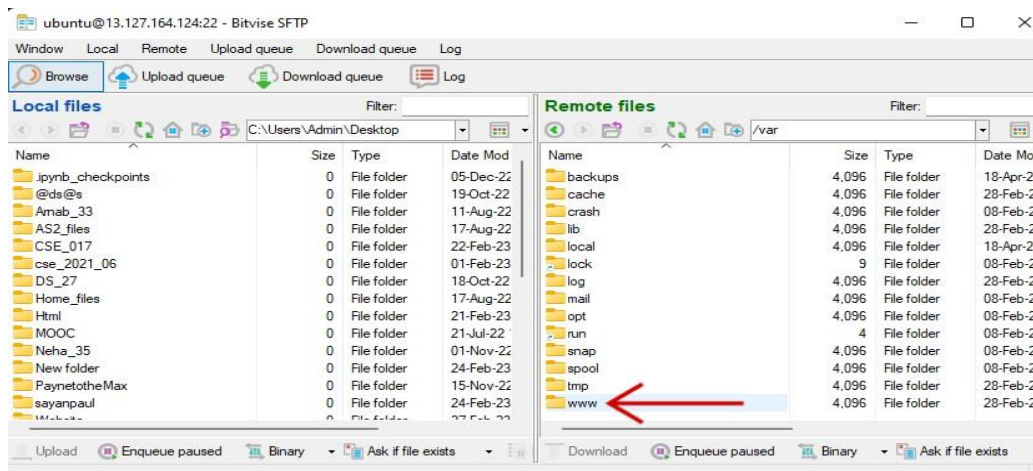 ubuntu@13.127.164.124:22 - Bitvise SFTP
Window Local Remote Upload queue Download queue Log
Browse Upload queue Download queue Log
Local files Filter:
C:\Users\Admin\Desktop
Name Size Type Date Mod
.ipynb_checkpoints 0 File folder 05-Dec-22
@ds@s 0 File folder 19-Oct-22
Arnab_33 0 File folder 11-Aug-22
AS2_files 0 File folder 17-Aug-22
CSE_017 0 File folder 22-Feb-23
cse_2021_06 0 File folder 01-Feb-23
DS_27 0 File folder 18-Oct-22
Home_files 0 File folder 17-Aug-22
Html 0 File folder 21-Feb-23
MOOC 0 File folder 21-Jul-22
Neha_35 0 File folder 01-Nov-22
New folder 0 File folder 24-Feb-23
PaynetotheMax 0 File folder 15-Nov-22
sayanpaul 0 File folder 24-Feb-23
Upload Enqueue paused Binary Ask if file exists
Remote files Filter:
/var
Name Size Type Date Mo
backups 4,096 File folder 18-Apr-2
cache 4,096 File folder 28-Feb-2
crash 4,096 File folder 08-Feb-2
lib 4,096 File folder 28-Feb-2
local 4,096 File folder 18-Apr-2
lock 9 File folder 08-Feb-2
log 4,096 File folder 28-Feb-2
mail 4,096 File folder 08-Feb-2
opt 4,096 File folder 08-Feb-2
run 4 File folder 08-Feb-2
snap 4,096 File folder 08-Feb-2
spool 4,096 File folder 08-Feb-2
tmp 4,096 File folder 28-Feb-2
www 4,096 File folder 28-Feb-2
Download Enqueue paused Binary Ask if file exists